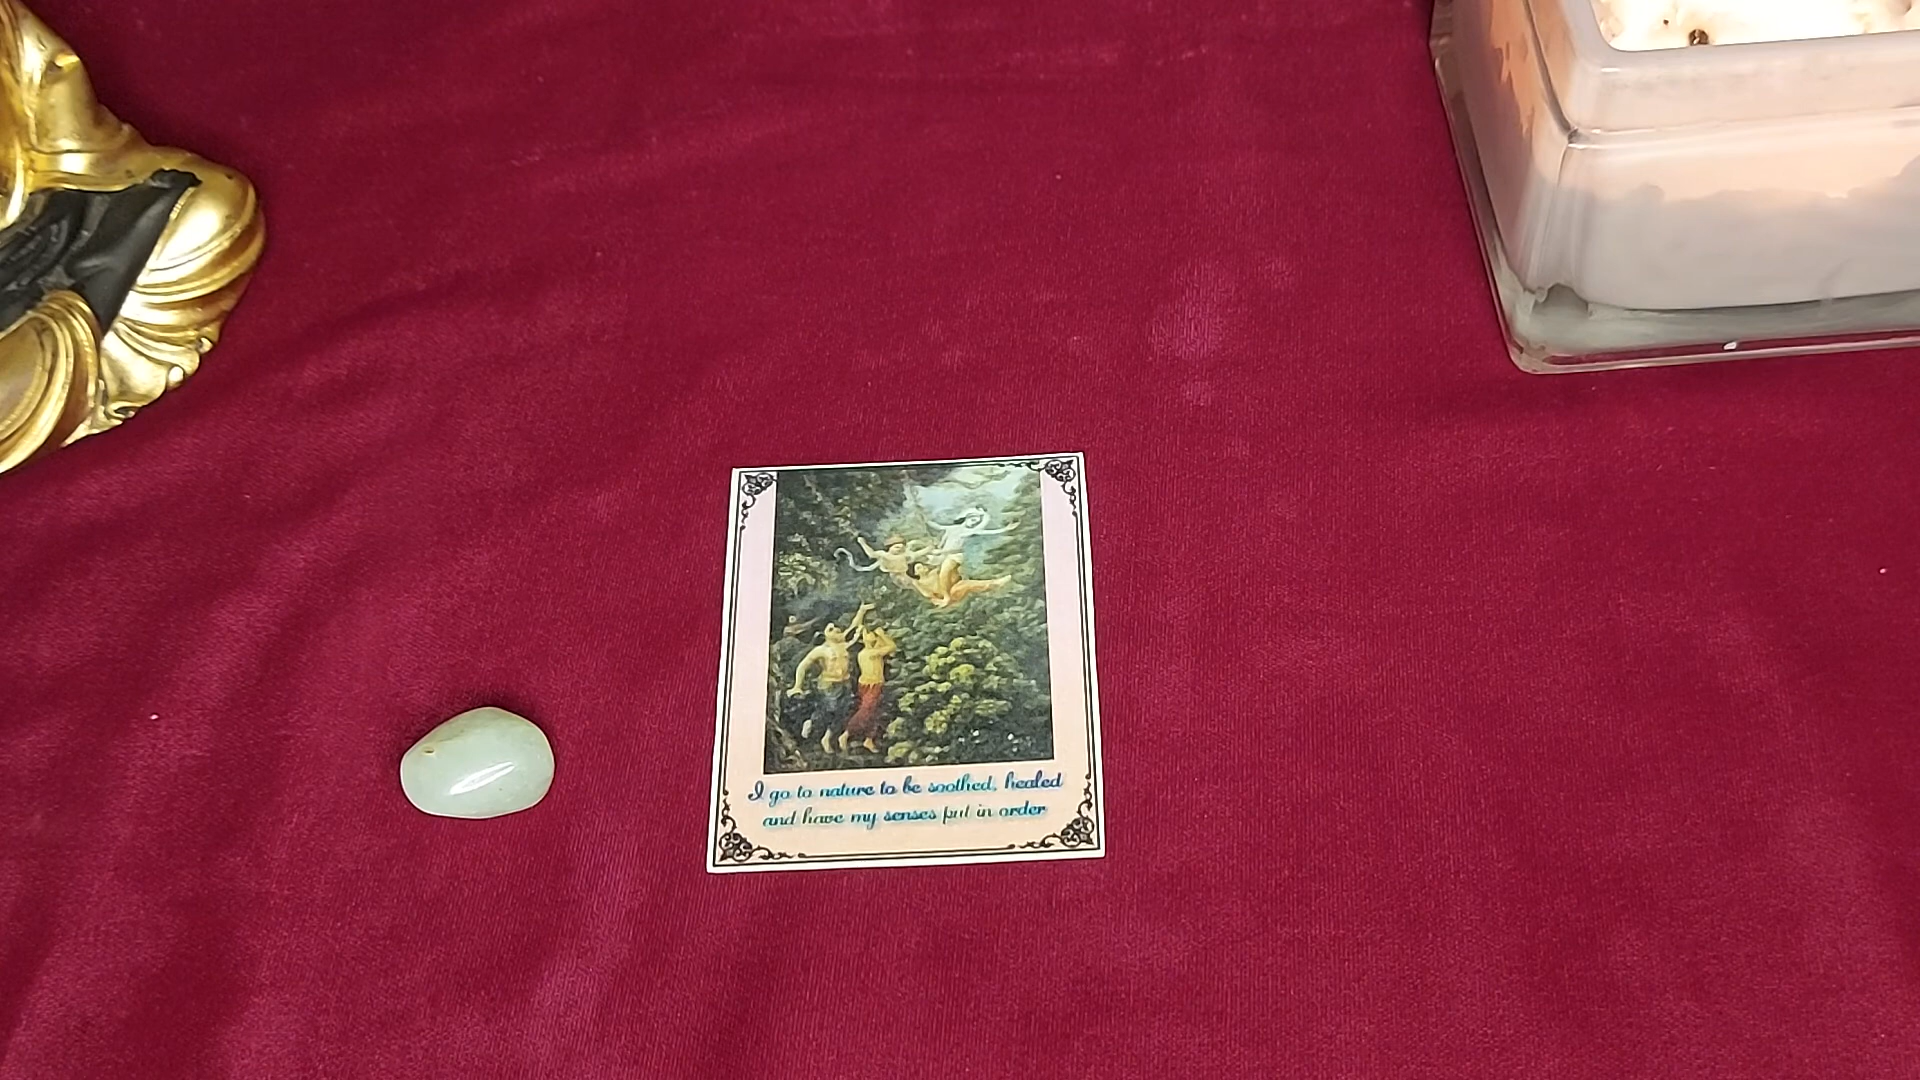 I go to nature to be soothed, healed
and have my senses put in order